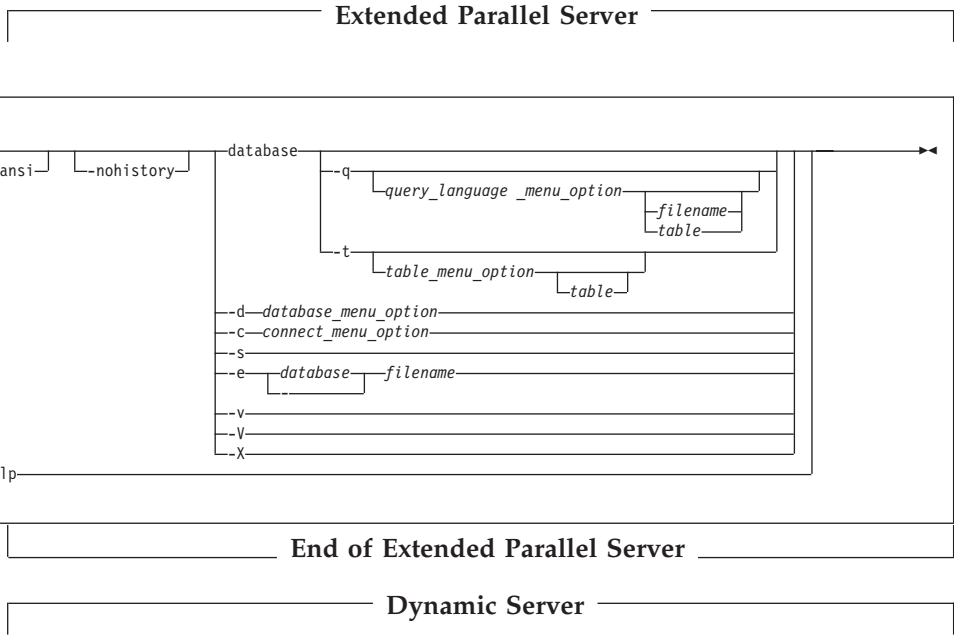 Extended Parallel Server
ansi -nohistory database
-q
query_language _menu_option
filename
table
-t
table_menu_option
table
-d database_menu_option
-c connect_menu_option
-s
-e database filename
-
-v
-V
-X
lp
End of Extended Parallel Server
Dynamic Server